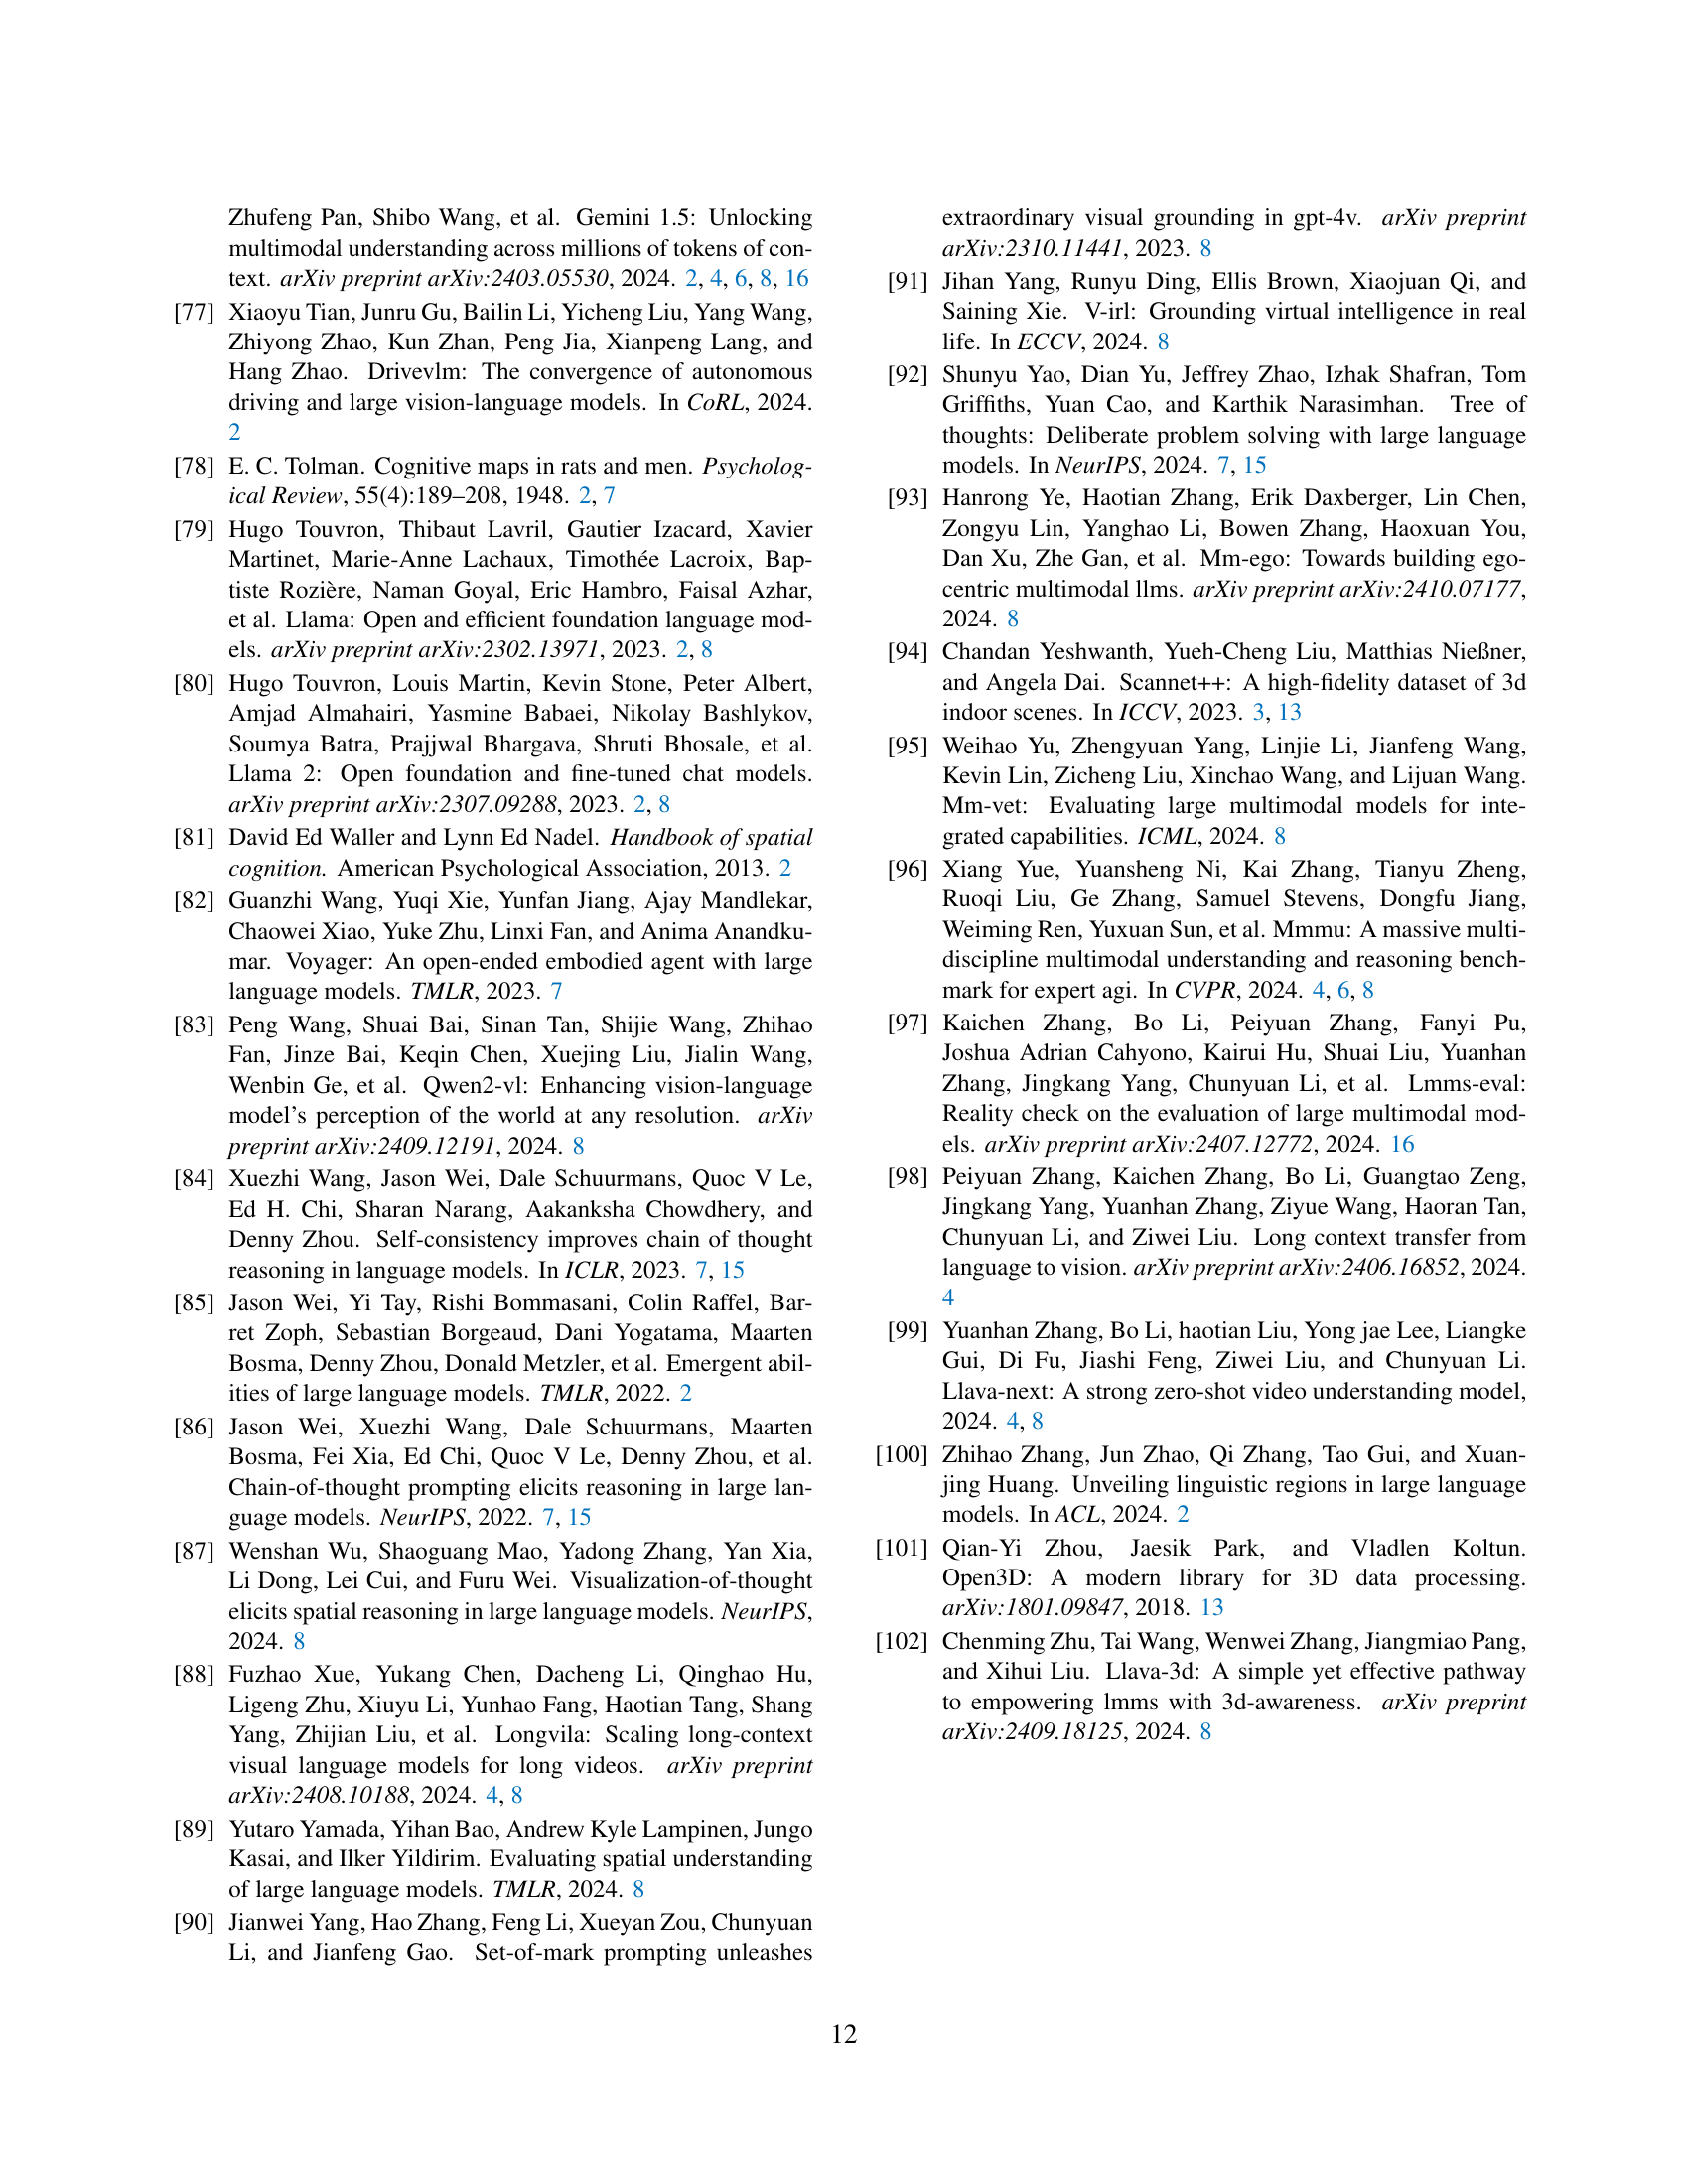 Zhufeng Pan, Shibo Wang, et al. Gemini 1.5: Unlocking
multimodal understanding across millions of tokens of con-
text. arXiv preprint arXiv:2403.05530, 2024. 2, 4, 6, 8, 16
[77] Xiaoyu Tian, Junru Gu, Bailin Li, Yicheng Liu, Yang Wang,
Zhiyong Zhao, Kun Zhan, Peng Jia, Xianpeng Lang, and
Hang Zhao. Drivevlm: The convergence of autonomous
driving and large vision-language models. In CoRL, 2024.
2
[78] E. C. Tolman. Cognitive maps in rats and men. Psycholog-
ical Review, 55(4):189–208, 1948. 2, 7
[79] Hugo Touvron, Thibaut Lavril, Gautier Izacard, Xavier
Martinet, Marie-Anne Lachaux, Timothée Lacroix, Bap-
tiste Rozière, Naman Goyal, Eric Hambro, Faisal Azhar,
et al. Llama: Open and efficient foundation language mod-
els. arXiv preprint arXiv:2302.13971, 2023. 2, 8
[80] Hugo Touvron, Louis Martin, Kevin Stone, Peter Albert,
Amjad Almahairi, Yasmine Babaei, Nikolay Bashlykov,
Soumya Batra, Prajjwal Bhargava, Shruti Bhosale, et al.
Llama 2: Open foundation and fine-tuned chat models.
arXiv preprint arXiv:2307.09288, 2023. 2, 8
[81] David Ed Waller and Lynn Ed Nadel. Handbook of spatial
cognition. American Psychological Association, 2013. 2
[82] Guanzhi Wang, Yuqi Xie, Yunfan Jiang, Ajay Mandlekar,
Chaowei Xiao, Yuke Zhu, Linxi Fan, and Anima Anandku-
mar. Voyager: An open-ended embodied agent with large
language models. TMLR, 2023. 7
[83] Peng Wang, Shuai Bai, Sinan Tan, Shijie Wang, Zhihao
Fan, Jinze Bai, Keqin Chen, Xuejing Liu, Jialin Wang,
Wenbin Ge, et al. Qwen2-vl: Enhancing vision-language
model's perception of the world at any resolution. arXiv
preprint arXiv:2409.12191, 2024. 8
[84] Xuezhi Wang, Jason Wei, Dale Schuurmans, Quoc V Le,
Ed H. Chi, Sharan Narang, Aakanksha Chowdhery, and
Denny Zhou. Self-consistency improves chain of thought
reasoning in language models. In ICLR, 2023. 7, 15
[85] Jason Wei, Yi Tay, Rishi Bommasani, Colin Raffel, Bar-
ret Zoph, Sebastian Borgeaud, Dani Yogatama, Maarten
Bosma, Denny Zhou, Donald Metzler, et al. Emergent abil-
ities of large language models. TMLR, 2022. 2
[86] Jason Wei, Xuezhi Wang, Dale Schuurmans, Maarten
Bosma, Fei Xia, Ed Chi, Quoc V Le, Denny Zhou, et al.
Chain-of-thought prompting elicits reasoning in large lan-
guage models. NeurIPS, 2022. 7, 15
[87] Wenshan Wu, Shaoguang Mao, Yadong Zhang, Yan Xia,
Li Dong, Lei Cui, and Furu Wei. Visualization-of-thought
elicits spatial reasoning in large language models. NeurIPS,
2024. 8
[88] Fuzhao Xue, Yukang Chen, Dacheng Li, Qinghao Hu,
Ligeng Zhu, Xiuyu Li, Yunhao Fang, Haotian Tang, Shang
Yang, Zhijian Liu, et al. Longvila: Scaling long-context
visual language models for long videos. arXiv preprint
arXiv:2408.10188, 2024. 4, 8
[89] Yutaro Yamada, Yihan Bao, Andrew Kyle Lampinen, Jungo
Kasai, and Ilker Yildirim. Evaluating spatial understanding
of large language models. TMLR, 2024. 8
[90] Jianwei Yang, Hao Zhang, Feng Li, Xueyan Zou, Chunyuan
Li, and Jianfeng Gao. Set-of-mark prompting unleashes
extraordinary visual grounding in gpt-4v. arXiv preprint
arXiv:2310.11441, 2023. 8
[91] Jihan Yang, Runyu Ding, Ellis Brown, Xiaojuan Qi, and
Saining Xie. V-irl: Grounding virtual intelligence in real
life. In ECCV, 2024. 8
[92] Shunyu Yao, Dian Yu, Jeffrey Zhao, Izhak Shafran, Tom
Griffiths, Yuan Cao, and Karthik Narasimhan. Tree of
thoughts: Deliberate problem solving with large language
models. In NeurIPS, 2024. 7, 15
[93] Hanrong Ye, Haotian Zhang, Erik Daxberger, Lin Chen,
Zongyu Lin, Yanghao Li, Bowen Zhang, Haoxuan You,
Dan Xu, Zhe Gan, et al. Mm-ego: Towards building ego-
centric multimodal llms. arXiv preprint arXiv:2410.07177,
2024. 8
[94] Chandan Yeshwanth, Yueh-Cheng Liu, Matthias Nießner,
and Angela Dai. Scannet++: A high-fidelity dataset of 3d
indoor scenes. In ICCV, 2023. 3, 13
[95] Weihao Yu, Zhengyuan Yang, Linjie Li, Jianfeng Wang,
Kevin Lin, Zicheng Liu, Xinchao Wang, and Lijuan Wang.
Mm-vet: Evaluating large multimodal models for inte-
grated capabilities. ICML, 2024. 8
[96] Xiang Yue, Yuansheng Ni, Kai Zhang, Tianyu Zheng,
Ruoqi Liu, Ge Zhang, Samuel Stevens, Dongfu Jiang,
Weiming Ren, Yuxuan Sun, et al. Mmmu: A massive multi-
discipline multimodal understanding and reasoning bench-
mark for expert agi. In CVPR, 2024. 4, 6, 8
[97] Kaichen Zhang, Bo Li, Peiyuan Zhang, Fanyi Pu,
Joshua Adrian Cahyono, Kairui Hu, Shuai Liu, Yuanhan
Zhang, Jingkang Yang, Chunyuan Li, et al. Lmms-eval:
Reality check on the evaluation of large multimodal mod-
els. arXiv preprint arXiv:2407.12772, 2024. 16
[98] Peiyuan Zhang, Kaichen Zhang, Bo Li, Guangtao Zeng,
Jingkang Yang, Yuanhan Zhang, Ziyue Wang, Haoran Tan,
Chunyuan Li, and Ziwei Liu. Long context transfer from
language to vision. arXiv preprint arXiv:2406.16852, 2024.
4
[99] Yuanhan Zhang, Bo Li, haotian Liu, Yong jae Lee, Liangke
Gui, Di Fu, Jiashi Feng, Ziwei Liu, and Chunyuan Li.
Llava-next: A strong zero-shot video understanding model,
2024. 4, 8
[100] Zhihao Zhang, Jun Zhao, Qi Zhang, Tao Gui, and Xuan-
jing Huang. Unveiling linguistic regions in large language
models. In ACL, 2024. 2
[101] Qian-Yi Zhou, Jaesik Park, and Vladlen Koltun.
Open3D: A modern library for 3D data processing.
arXiv:1801.09847, 2018. 13
[102] Chenming Zhu, Tai Wang, Wenwei Zhang, Jiangmiao Pang,
and Xihui Liu. Llava-3d: A simple yet effective pathway
to empowering lmms with 3d-awareness. arXiv preprint
arXiv:2409.18125, 2024. 8
12